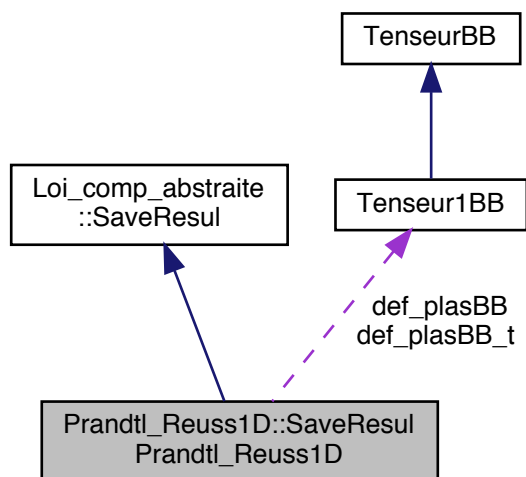 TenseurBB
Loi_comp_abstraite
::SaveResul
Tenseur1BB
def_plasBB
def_plasBB_t
Prandtl_Reuss1D::SaveResul
Prandtl_Reuss1D